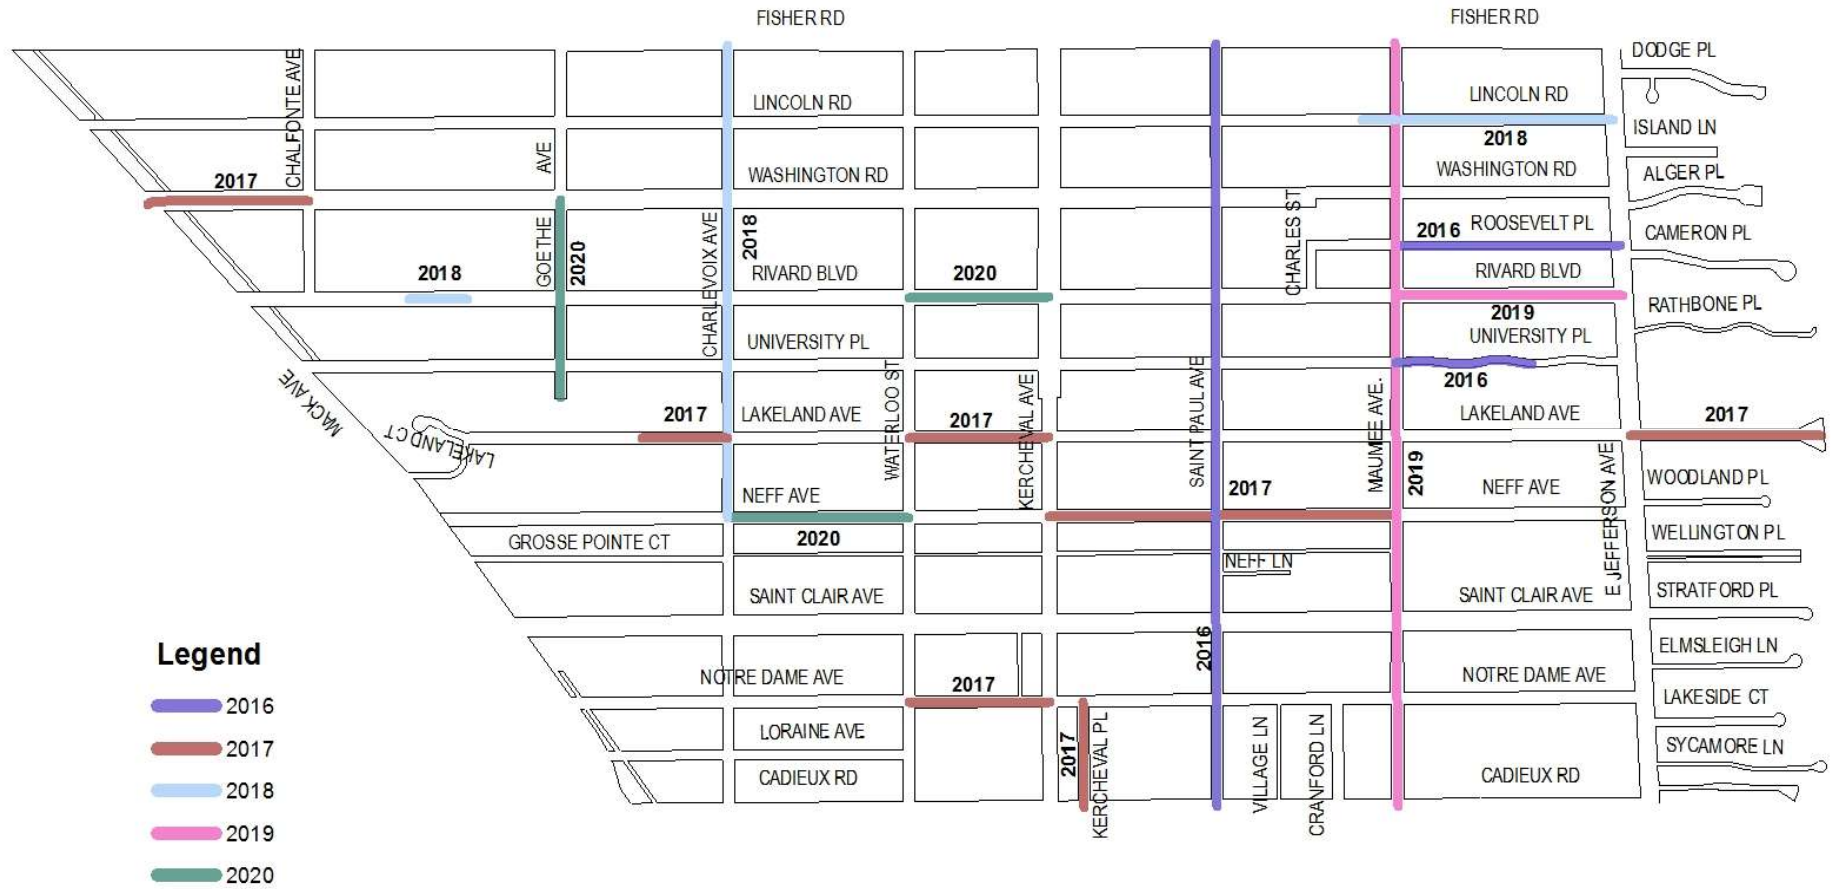 FISHER RD
FISHER RD
DODGE PL
CHALFONTE AVE
LINCOLN RD
LINCOLN RD
ISLAND LN
2018
AVE
WASHINGTON RD
WASHINGTON RD
ALGER PL
2017
CHARLES ST
GOETHE
2020
CHARLEVOIX AVE
2018
2016
ROOSEVELT PL
CAMERON PL
2018
RIVARD BLVD
2020
RIVARD BLVD
RATHBONE PL
2019
UNIVERSITY PL
UNIVERSITY PL
MACK AVE
WATERLOO ST
KERCHEVAL AVE
SAINT PAUL AVE
MAUMEE AVE.
2016
LAKELAND CT
2017
LAKELAND AVE
2017
LAKELAND AVE
2017
E JEFFERSON AVE
2019
WOODLAND PL
NEFF AVE
2017
NEFF AVE
WELLINGTON PL
GROSSE POINTE CT
2020
NEFF LN
STRATFORD PL
SAINT CLAIR AVE
SAINT CLAIR AVE
2016
ELMSLEIGH LN
NOTRE DAME AVE
2017
NOTRE DAME AVE
LAKESIDE CT
LORAINE AVE
2017
KERCHEVAL PL
VILLAGE LN
CRANFORD LN
SYCAMORE LN
CADIEUX RD
CADIEUX RD
Legend
2016
2017
2018
2019
2020